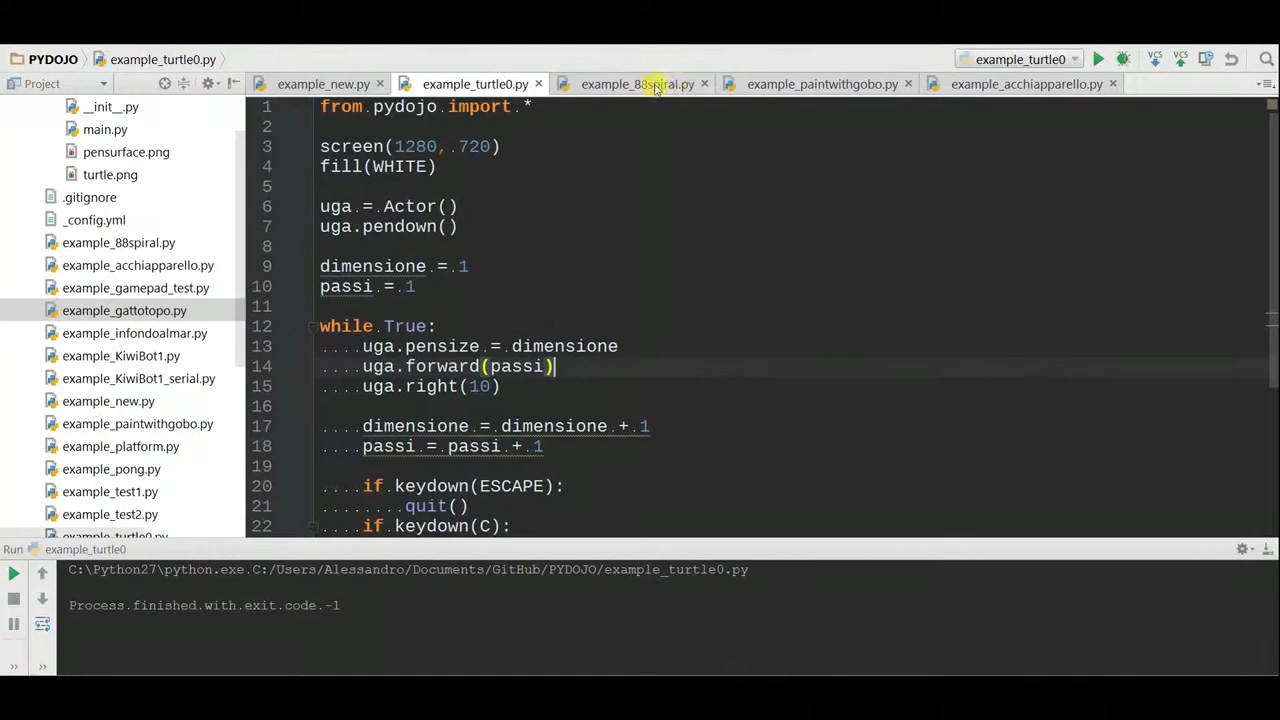 PYDOJO example_turtle0.py example_turtle0
Project example_new.py example_turtle0.py example_88spiral.py example_paintwithgobo.py example_acchiapparello.py
__init__.py
main.py
pensurface.png
turtle.png
.gitignore
_config.yml
example_88spiral.py
example_acchiapparello.py
example_gamepad_test.py
example_gattotopo.py
example_infondoalmar.py
example_KiwiBot1.py
example_KiwiBot1_serial.py
example_new.py
example_paintwithgobo.py
example_platform.py
example_pong.py
example_test1.py
example_test2.py
example_turtle0.py
1 from.pydojo.import.*
2
3 screen(1280,.720)
4 fill(WHITE)
5
6 uga.=.Actor()
7 uga.pendown()
8
9 dimensione.=.1
10 passi.=.1
11
12 while.True:
13 ....uga.pensize.=.dimensione
14 ....uga.forward(passi)
15 ....uga.right(10)
16
17 ....dimensione.=.dimensione.+.1
18 ....passi.=.passi.+.1
19
20 ....if.keydown(ESCAPE):
21 ........quit()
22 ....if.keydown(C):
Run example_turtle0
C:\Python27\python.exe.C:/Users/Alessandro/Documents/GitHub/PYDOJO/example_turtle0.py
Process.finished.with.exit.code.-1